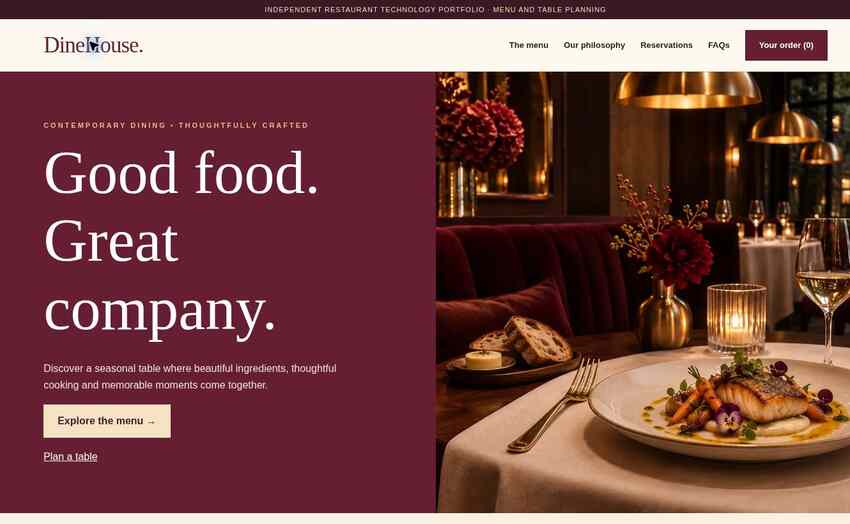 INDEPENDENT RESTAURANT TECHNOLOGY PORTFOLIO · MENU AND TABLE PLANNING
DineHouse.
The menu
Our philosophy
Reservations
FAQs
Your order (0)
CONTEMPORARY DINING • THOUGHTFULLY CRAFTED
Good food.
Great
company.
Discover a seasonal table where beautiful ingredients, thoughtful
cooking and memorable moments come together.
Explore the menu →
Plan a table